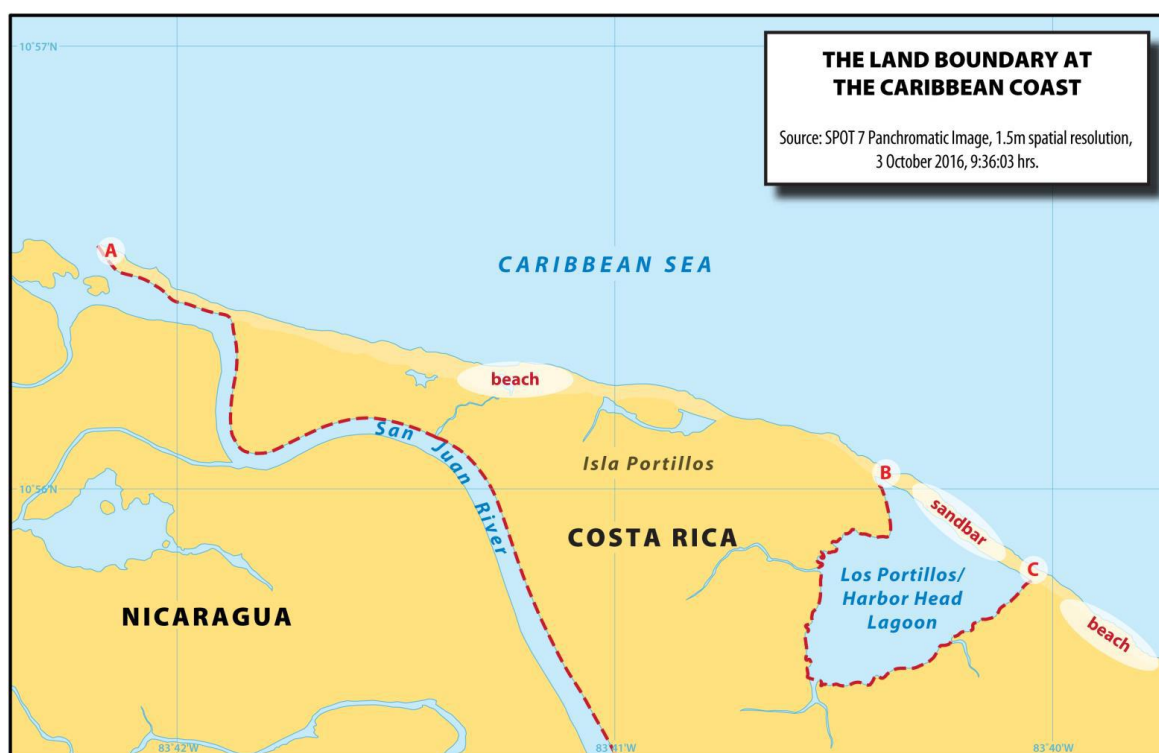 10°57'N
THE LAND BOUNDARY AT
THE CARIBBEAN COAST
Source: SPOT 7 Panchromatic Image, 1.5m spatial resolution,
3 October 2016, 9:36:03 hrs.
A
CARIBBEAN SEA
beach
San Juan River
Isla Portillos
B
10°56'N
sandbar
COSTA RICA
C
Los Portillos/
Harbor Head
Lagoon
NICARAGUA
beach
83°42'W
83°41'W
83°40'W